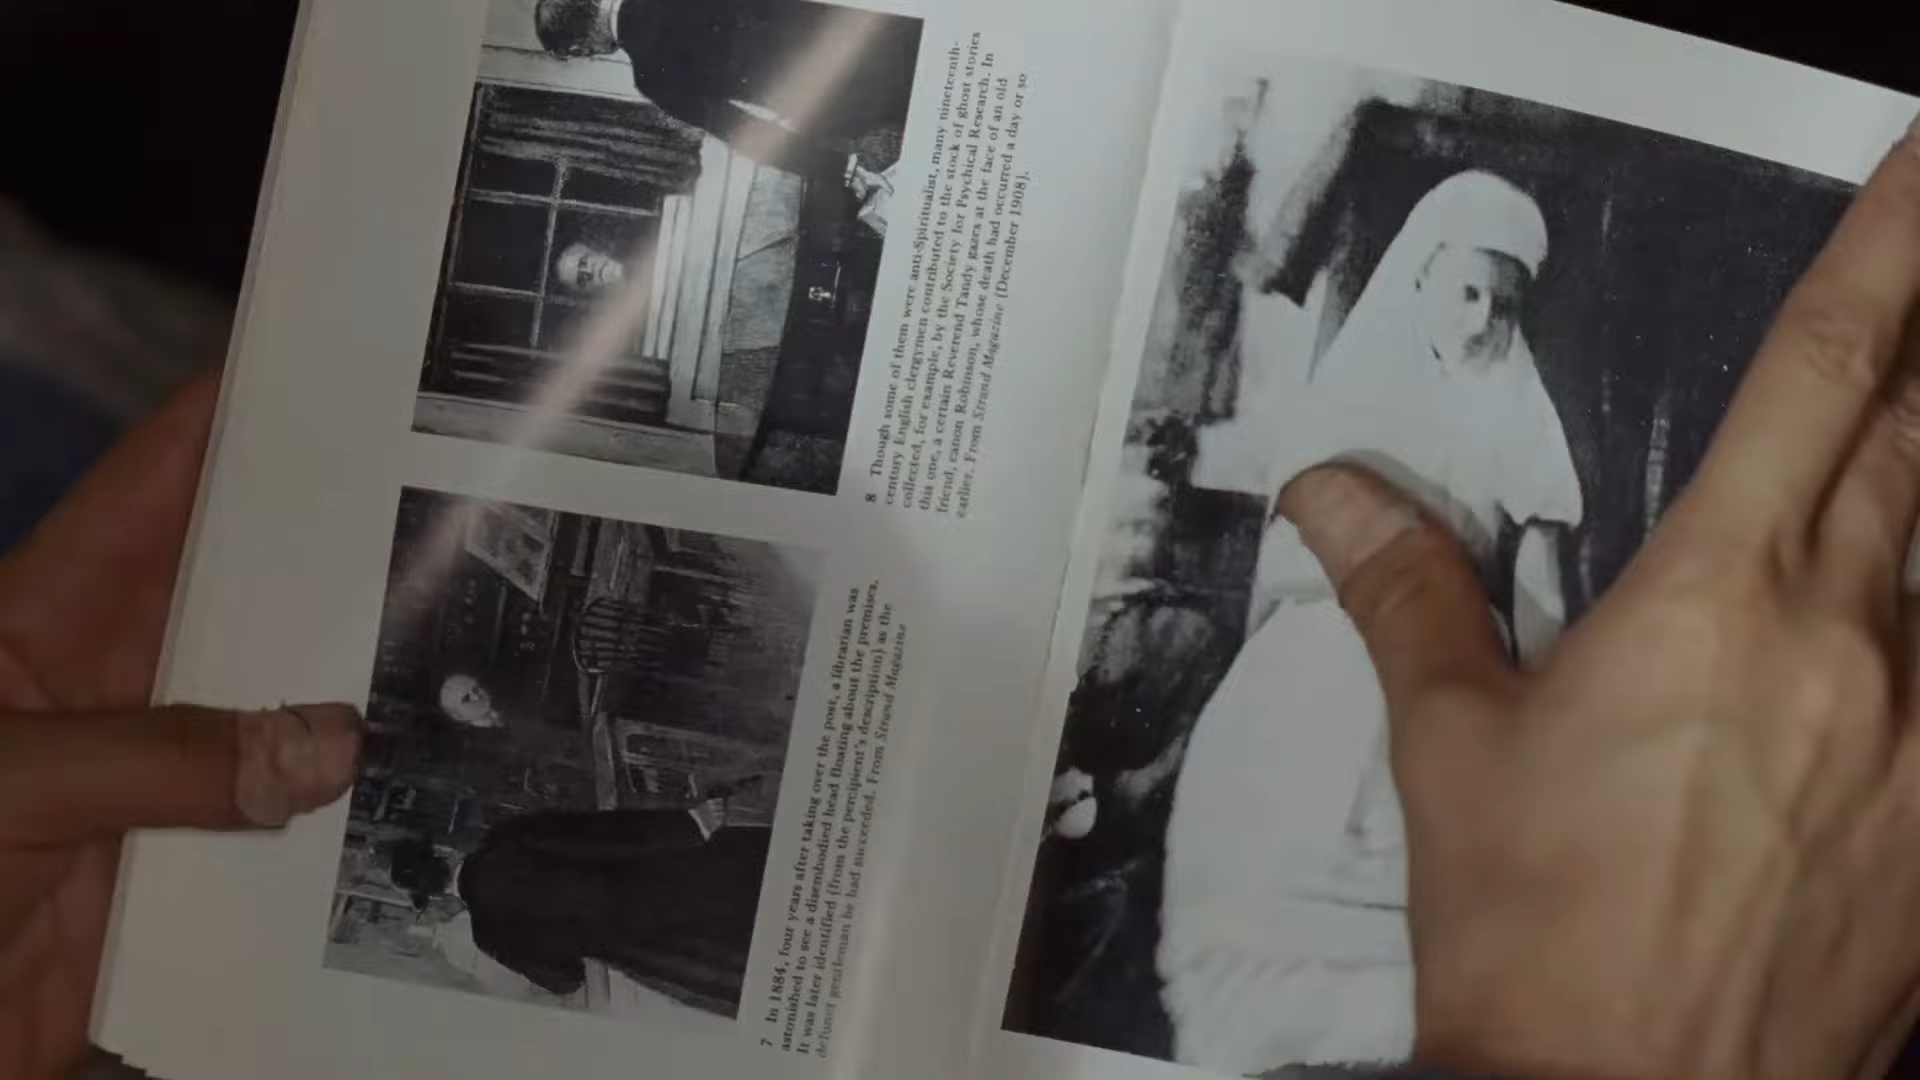 8 Though some of them were anti-Spiritualist, many nineteenth-
century English clergymen contributed to the stock of ghost stories
collected, for example, by the Society for Psychical Research. In
this one, a certain Reverend Tandy gazes at the face of an old
friend, canon Robinson, whose death had occurred a day or so
earlier. From Strand Magazine (December 1908).
7 In 1884, four years after taking over the post, a librarian was
astonished to see a disembodied head floating about the premises.
It was later identified (from the percipient's description) as the
defunct gentleman he had succeeded. From Strand Magazine